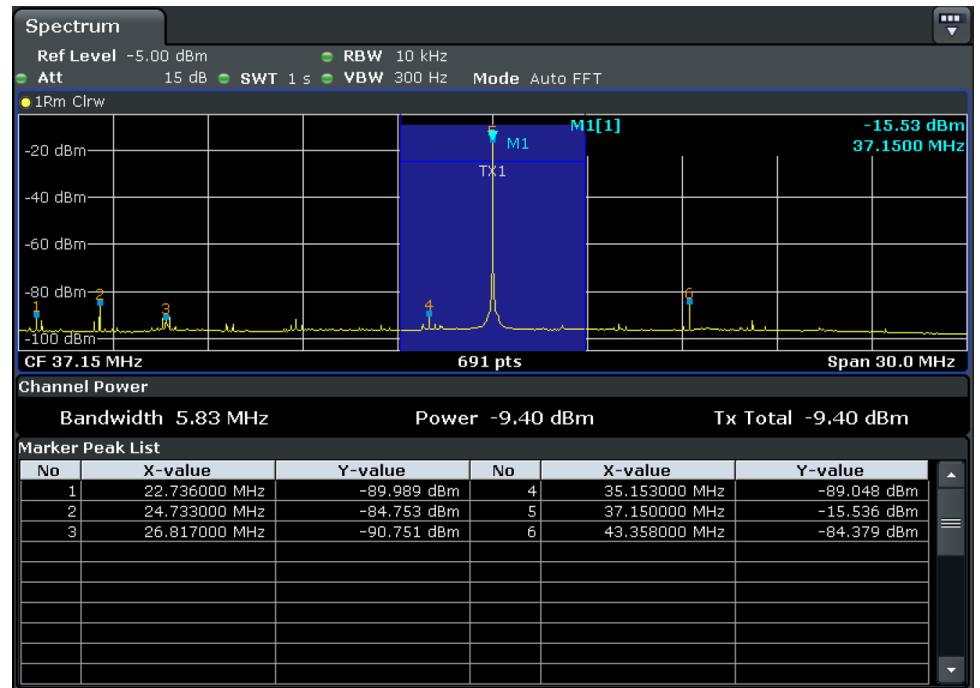 Spectrum
Ref Level -5.00 dBm RBW 10 kHz
Att 15 dB SWT 1 s VBW 300 Hz Mode Auto FFT
1Rm Clrw
M1[1] -15.53 dBm
37.1500 MHz
5
M1
TX1
-20 dBm
-40 dBm
-60 dBm
-80 dBm
-100 dBm
1
2
3
4
6
CF 37.15 MHz 691 pts Span 30.0 MHz
Channel Power
Bandwidth 5.83 MHz Power -9.40 dBm Tx Total -9.40 dBm
Marker Peak List
No X-value Y-value No X-value Y-value
1 22.736000 MHz -89.989 dBm 4 35.153000 MHz -89.048 dBm
2 24.733000 MHz -84.753 dBm 5 37.150000 MHz -15.536 dBm
3 26.817000 MHz -90.751 dBm 6 43.358000 MHz -84.379 dBm